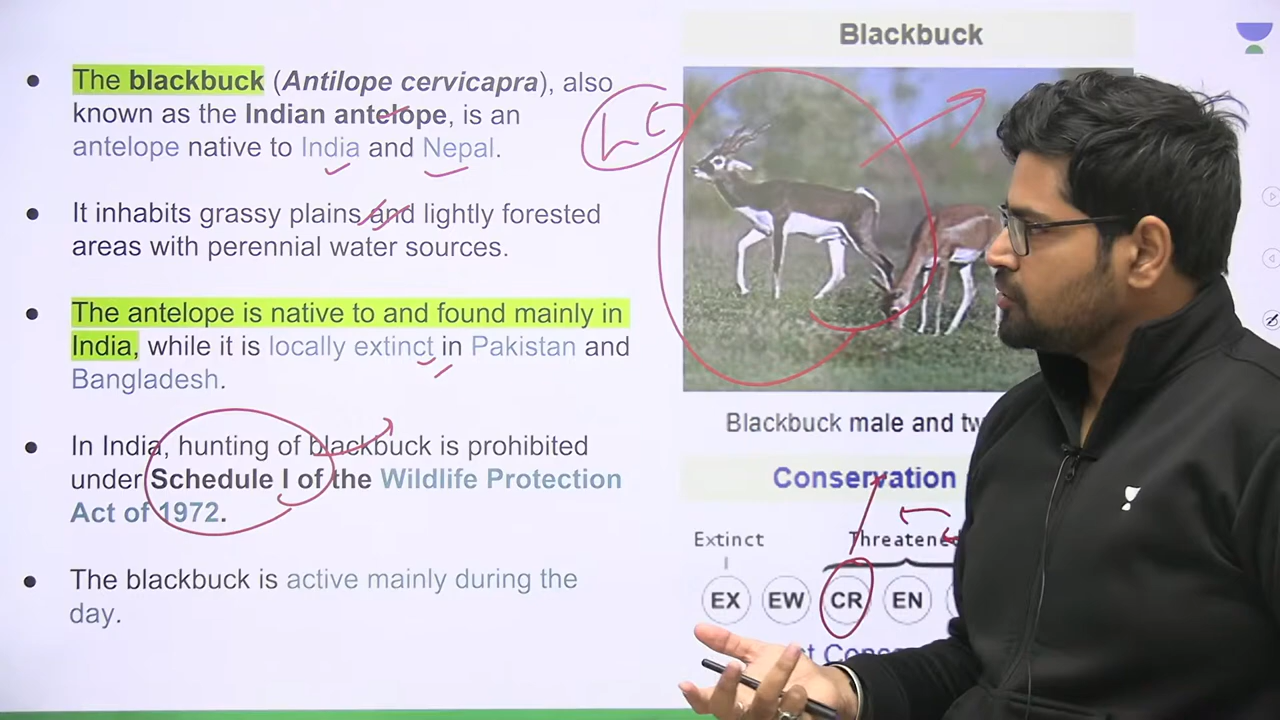 Blackbuck
● The blackbuck (Antilope cervicapra), also
known as the Indian antelope, is an
antelope native to India and Nepal.
● It inhabits grassy plains and lightly forested
areas with perennial water sources.
● The antelope is native to and found mainly in
India, while it is locally extinct in Pakistan and
Bangladesh.
● In India, hunting of blackbuck is prohibited
under Schedule I of the Wildlife Protection
Act of 1972.
● The blackbuck is active mainly during the
day.
LC
Blackbuck male and
Conservation
Extinct
Threatened
EX EW CR EN